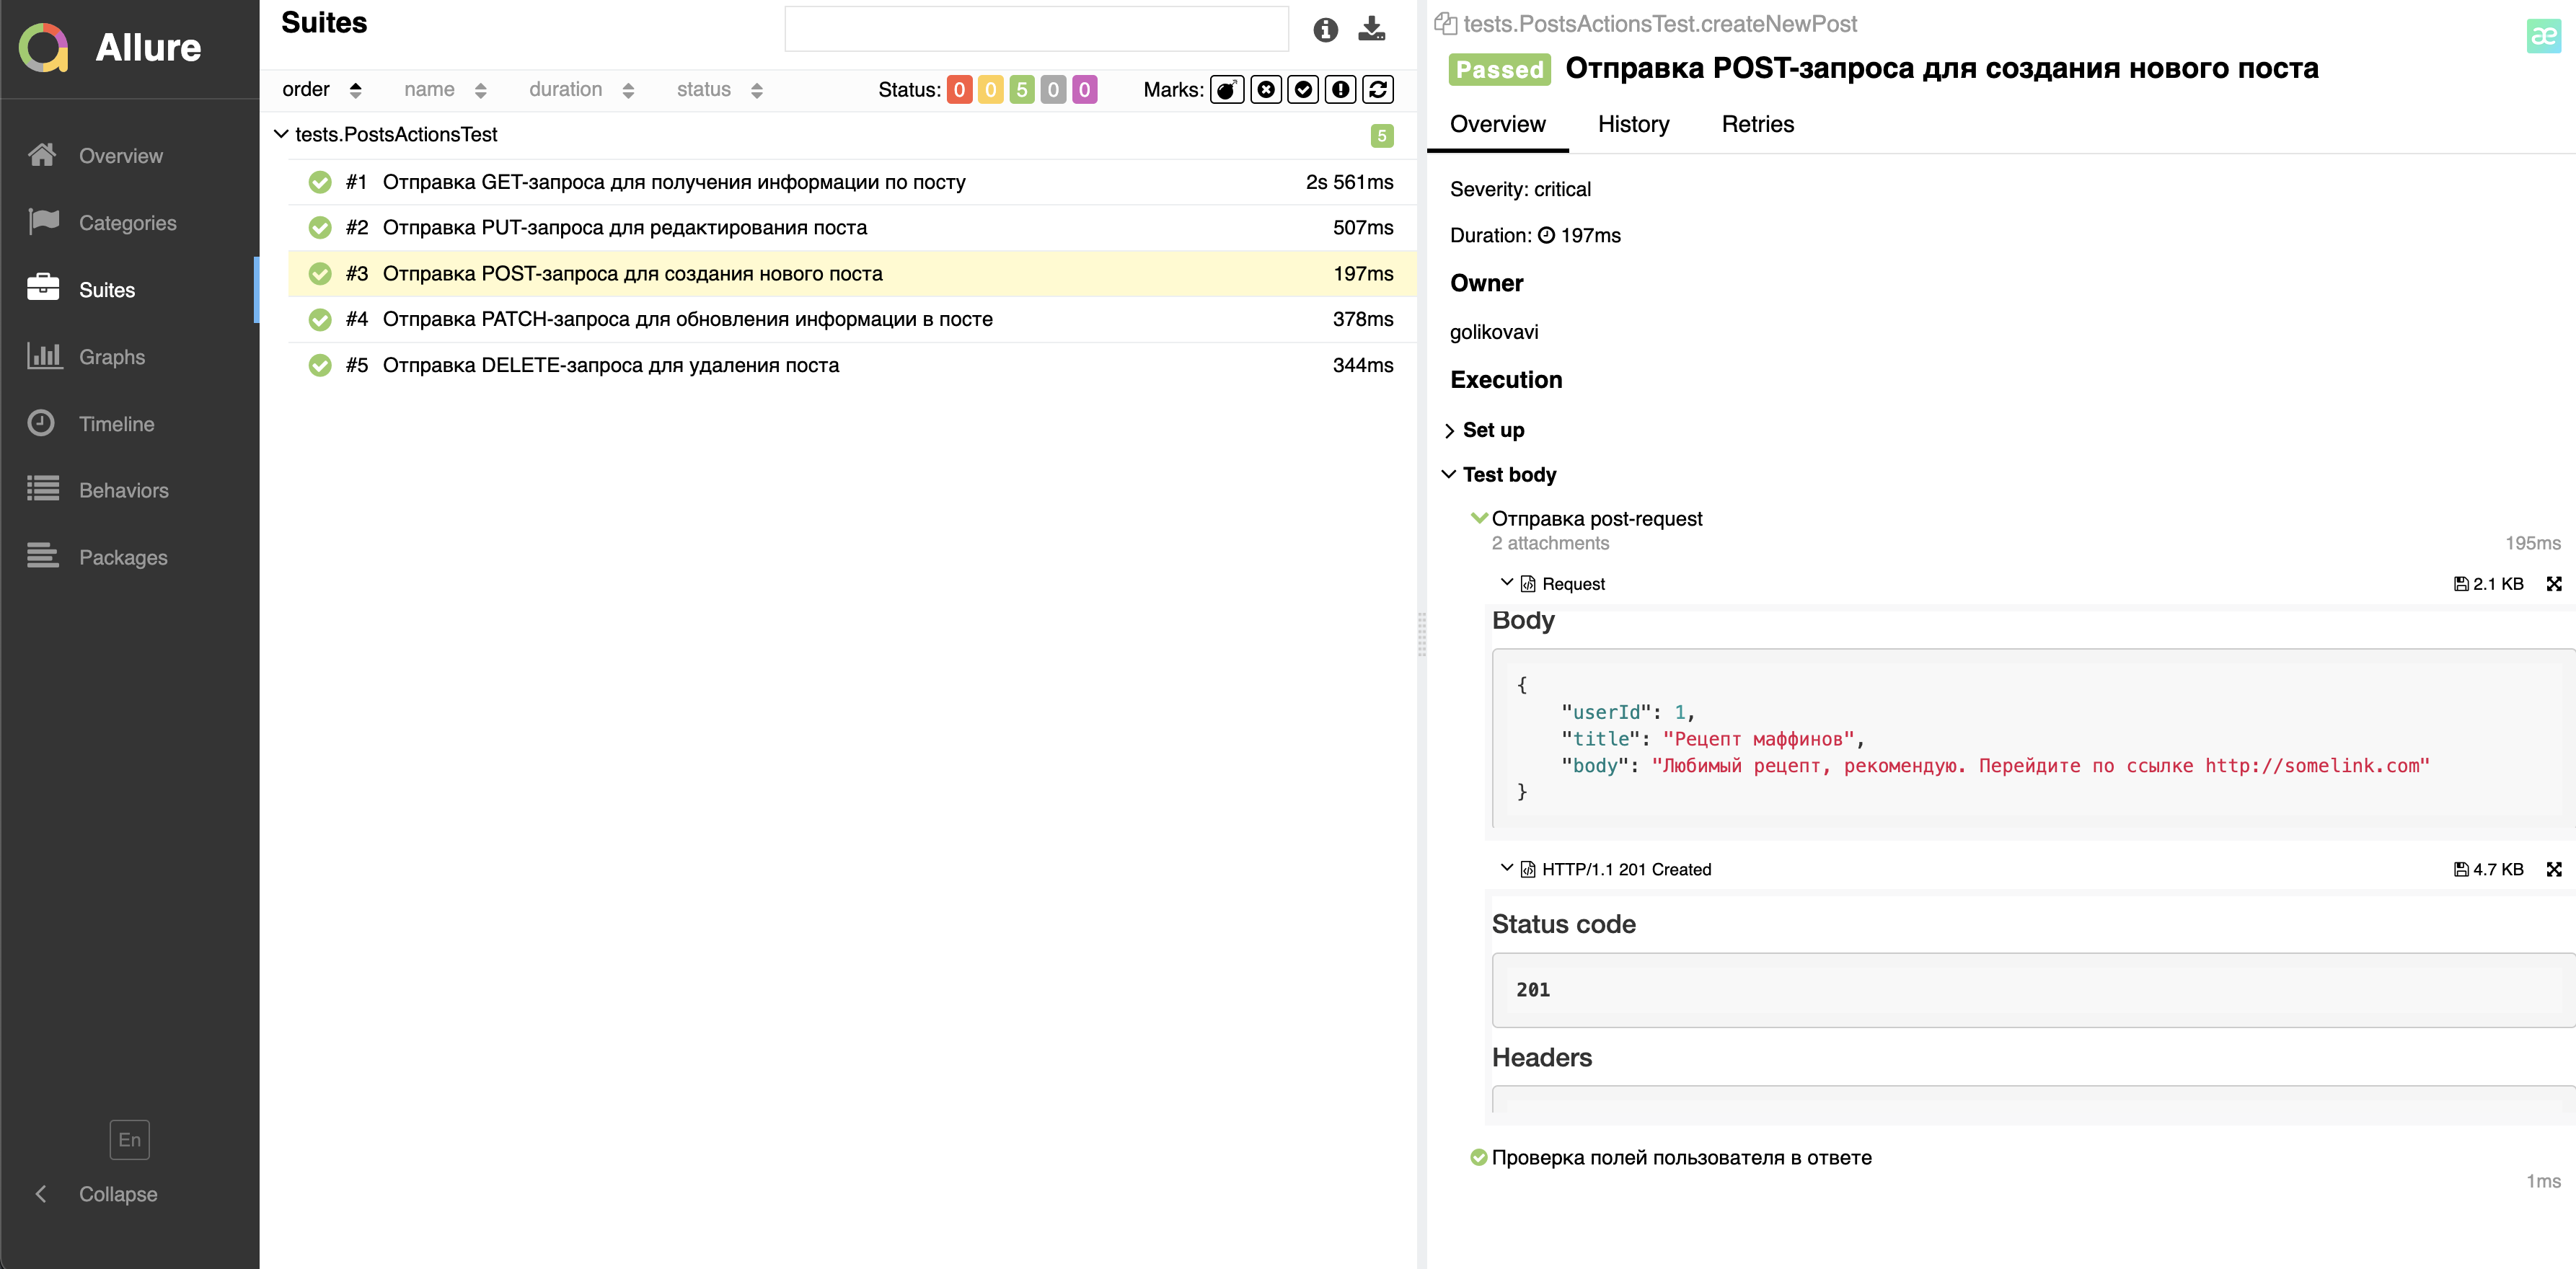 Allure
Overview
Categories
Suites
Graphs
Timeline
Behaviors
Packages
En
Collapse
Suites
order name duration status Status: 0 0 5 0 0 Marks:
tests.PostsActionsTest 5
#1 Отправка GET-запроса для получения информации по посту 2s 561ms
#2 Отправка PUT-запроса для редактирования поста 507ms
#3 Отправка POST-запроса для создания нового поста 197ms
#4 Отправка PATCH-запроса для обновления информации в посте 378ms
#5 Отправка DELETE-запроса для удаления поста 344ms
tests.PostsActionsTest.createNewPost
æ
Passed Отправка POST-запроса для создания нового поста
Overview History Retries
Severity: critical
Duration: 197ms
Owner
golikovavi
Execution
Set up
Test body
Отправка post-request
2 attachments 195ms
Request 2.1 KB
Body
{
"userId": 1,
"title": "Рецепт маффинов",
"body": "Любимый рецепт, рекомендую. Перейдите по ссылке http://somelink.com"
}
HTTP/1.1 201 Created 4.7 KB
Status code
201
Headers
Проверка полей пользователя в ответе
1ms